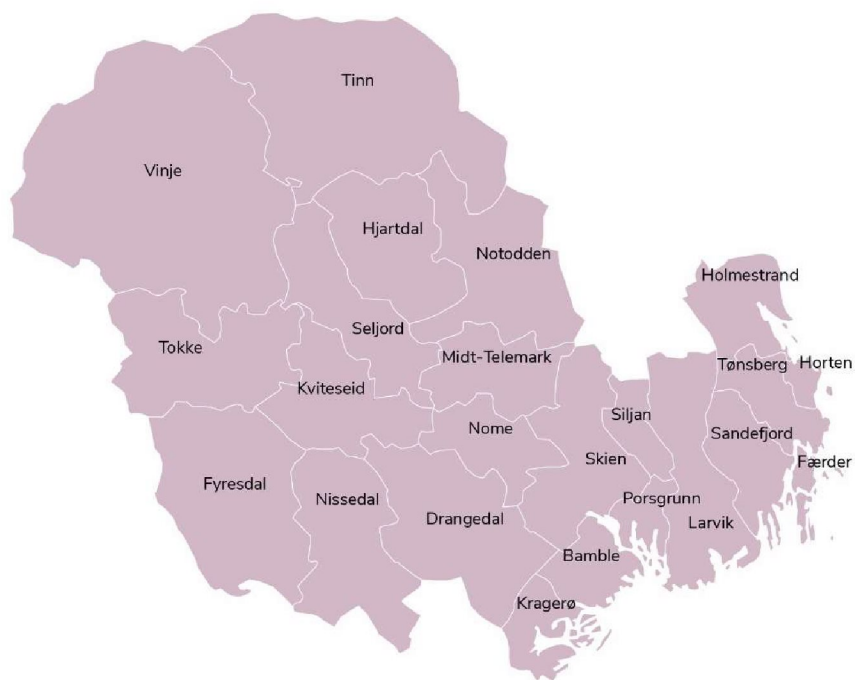 Tinn
Vinje
Hjartdal
Notodden
Holmestrand
Seljord
Tokke
Midt-Telemark
Tønsberg
Horten
Kviteseid
Siljan
Nome
Sandefjord
Skien
Færder
Fyresdal
Nissedal
Porsgrunn
Drangedal
Larvik
Bamble
Kragerø